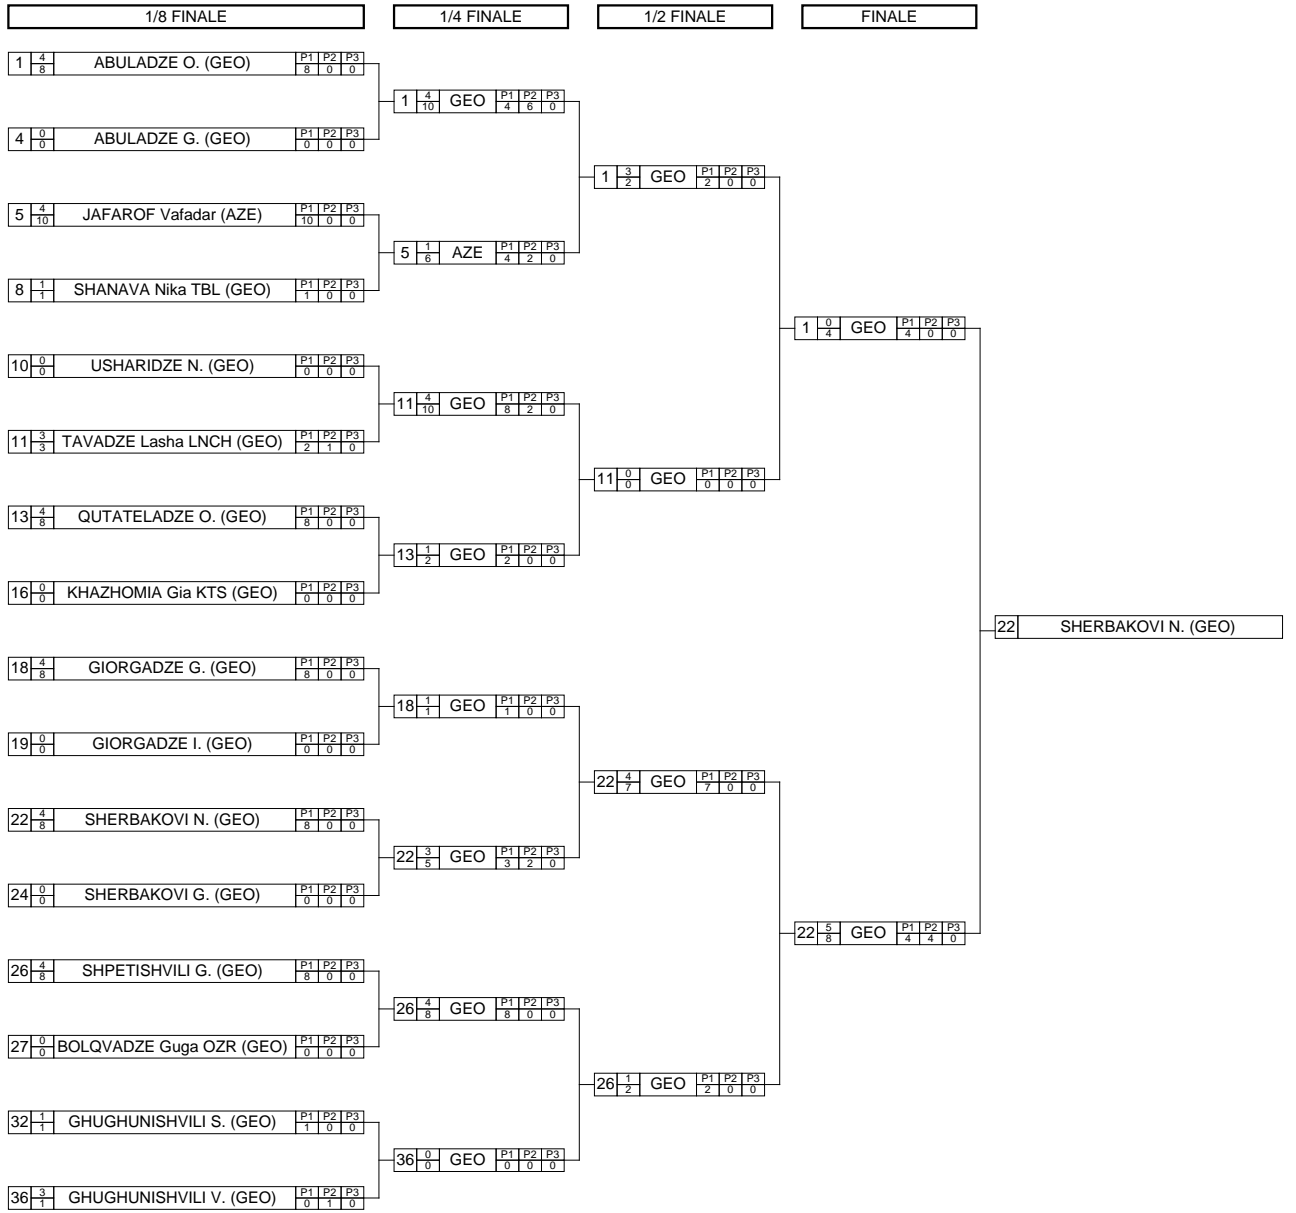 1/8 FINALE 1/4 FINALE 1/2 FINALE FINALE
1 4 8 ABULADZE O. (GEO) P1 P2 P3 8 0 0
1 4 10 GEO P1 P2 P3 4 6 0
4 0 0 ABULADZE G. (GEO) P1 P2 P3 0 0 0
1 3 2 GEO P1 P2 P3 2 0 0
5 4 10 JAFAROF Vafadar (AZE) P1 P2 P3 10 0 0
5 1 6 AZE P1 P2 P3 4 2 0
8 1 1 SHANAVA Nika TBL (GEO) P1 P2 P3 1 0 0
1 0 4 GEO P1 P2 P3 4 0 0
10 0 0 USHARIDZE N. (GEO) P1 P2 P3 0 0 0
11 4 10 GEO P1 P2 P3 8 2 0
11 3 3 TAVADZE Lasha LNCH (GEO) P1 P2 P3 2 1 0
11 0 0 GEO P1 P2 P3 0 0 0
13 4 8 QUTATELADZE O. (GEO) P1 P2 P3 8 0 0
13 1 2 GEO P1 P2 P3 2 0 0
16 0 0 KHAZHOMIA Gia KTS (GEO) P1 P2 P3 0 0 0
22 SHERBAKOVI N. (GEO)
18 4 8 GIORGADZE G. (GEO) P1 P2 P3 8 0 0
18 1 1 GEO P1 P2 P3 1 0 0
19 0 0 GIORGADZE I. (GEO) P1 P2 P3 0 0 0
22 4 7 GEO P1 P2 P3 7 0 0
22 4 8 SHERBAKOVI N. (GEO) P1 P2 P3 8 0 0
22 3 5 GEO P1 P2 P3 3 2 0
24 0 0 SHERBAKOVI G. (GEO) P1 P2 P3 0 0 0
22 5 8 GEO P1 P2 P3 4 4 0
26 4 8 SHPETISHVILI G. (GEO) P1 P2 P3 8 0 0
26 4 8 GEO P1 P2 P3 8 0 0
27 0 0 BOLQVADZE Guga OZR (GEO) P1 P2 P3 0 0 0
26 1 2 GEO P1 P2 P3 2 0 0
32 1 1 GHUGHUNISHVILI S. (GEO) P1 P2 P3 1 0 0
36 0 0 GEO P1 P2 P3 0 0 0
36 3 1 GHUGHUNISHVILI V. (GEO) P1 P2 P3 0 1 0